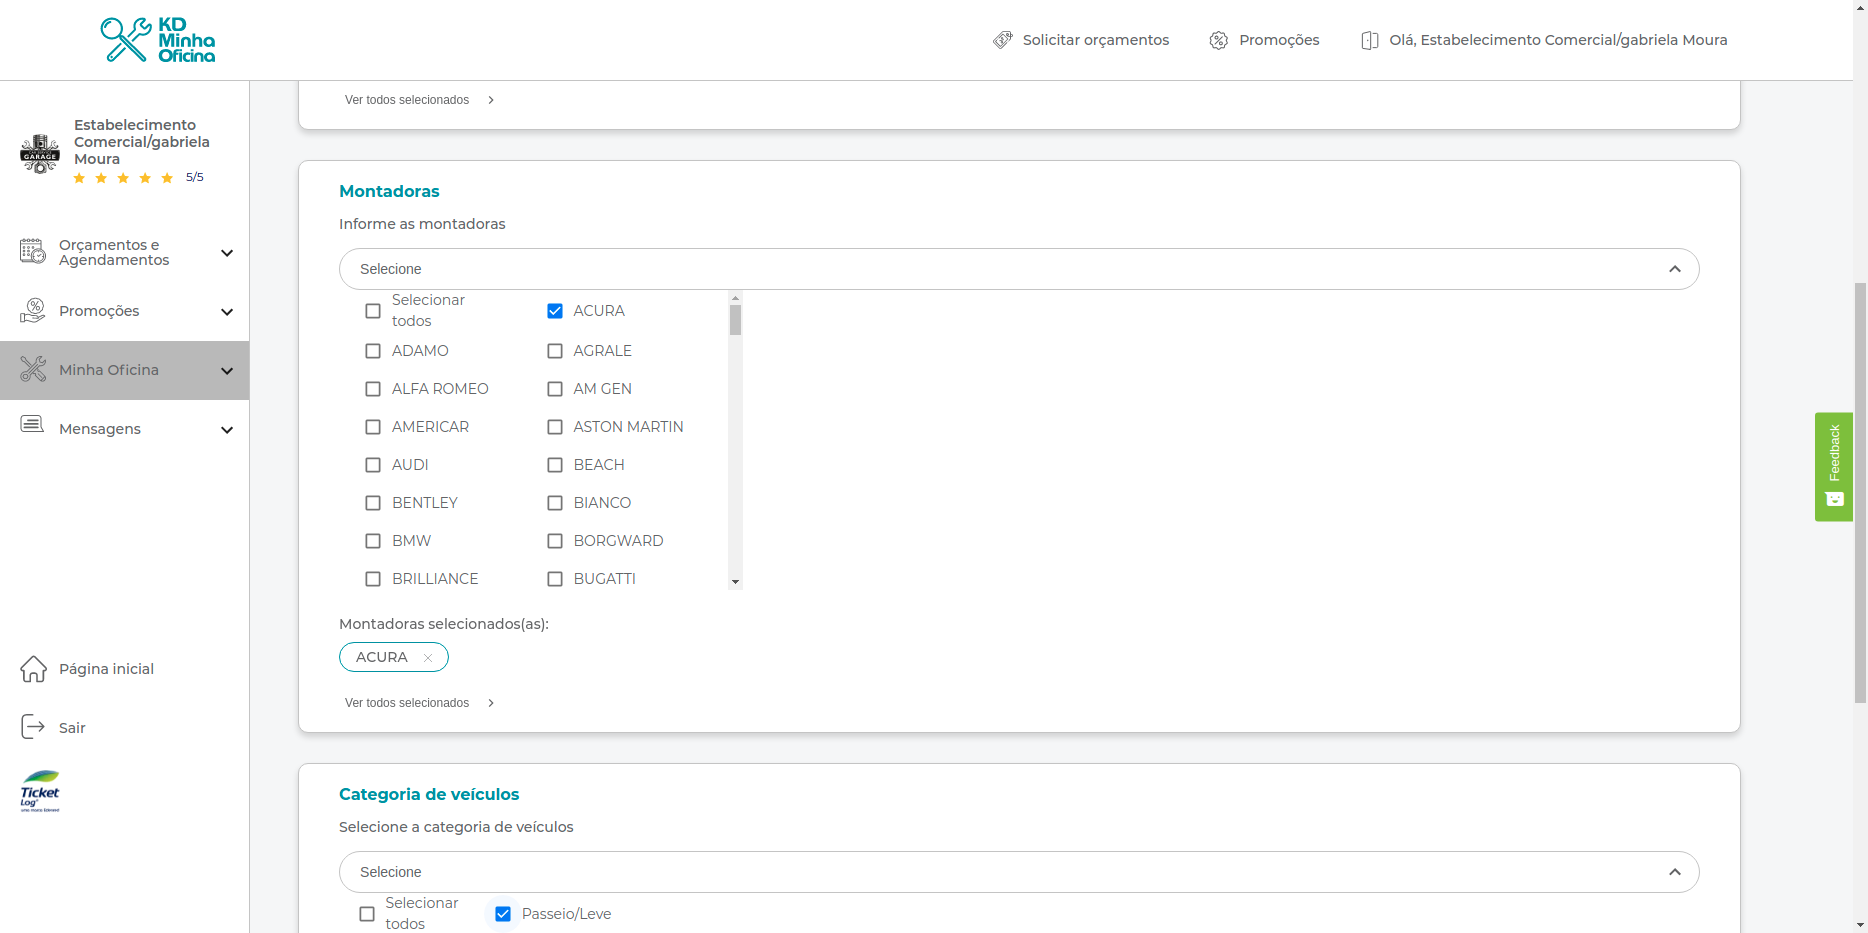 KD
Minha
Oficina
Solicitar orçamentos
Promoções
Olá, Estabelecimento Comercial/gabriela Moura
Estabelecimento
Comercial/gabriela
Moura
5/5
GARAGE
Orçamentos e
Agendamentos
Promoções
Minha Oficina
Mensagens
Página inicial
Sair
Ticket
Log
Ver todos selecionados
Montadoras
Informe as montadoras
Selecione
Selecionar
todos
ACURA
ADAMO
AGRALE
ALFA ROMEO
AM GEN
AMERICAR
ASTON MARTIN
AUDI
BEACH
BENTLEY
BIANCO
BMW
BORGWARD
BRILLIANCE
BUGATTI
Montadoras selecionados(as):
ACURA
Ver todos selecionados
Categoria de veículos
Selecione a categoria de veículos
Selecione
Selecionar
todos
Passeio/Leve
Feedback